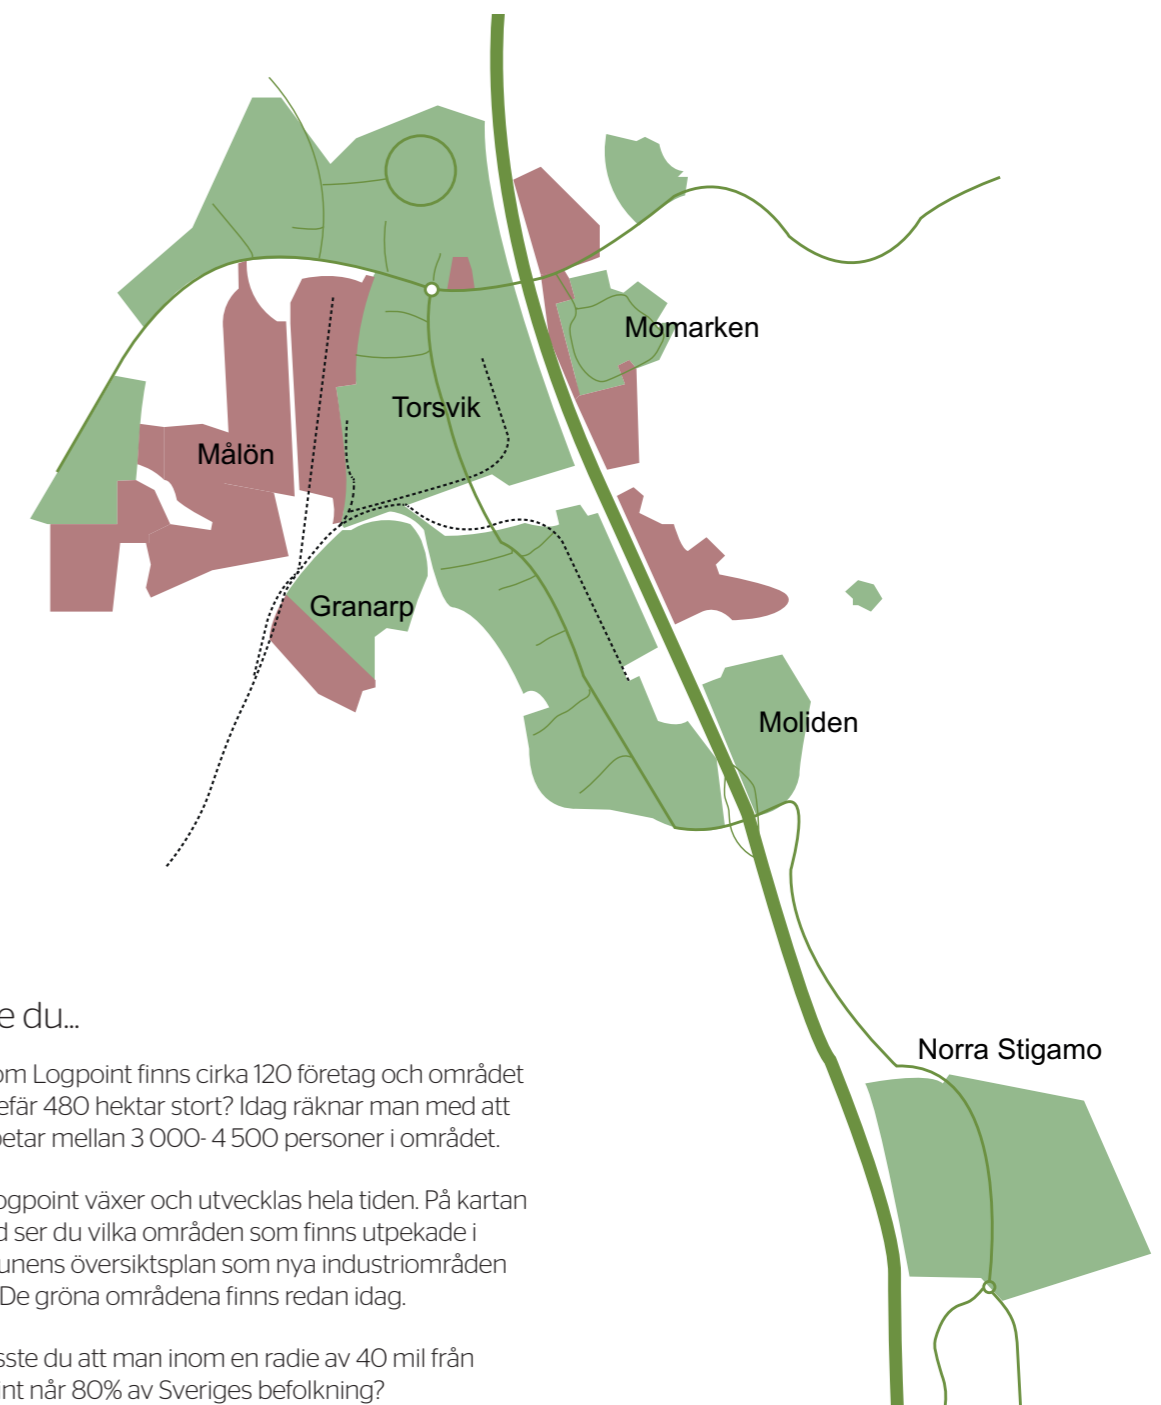 Momarken
Torsvik
Målön
Granarp
Moliden
Norra Stigamo
e du...
om Logpoint finns cirka 120 företag och området
efär 480 hektar stort? Idag räknar man med att
betar mellan 3 000- 4 500 personer i området.
ogpoint växer och utvecklas hela tiden. På kartan
d ser du vilka områden som finns utpekade i
unens översiktsplan som nya industriområden
De gröna områdena finns redan idag.
sste du att man inom en radie av 40 mil från
int når 80% av Sveriges befolkning?